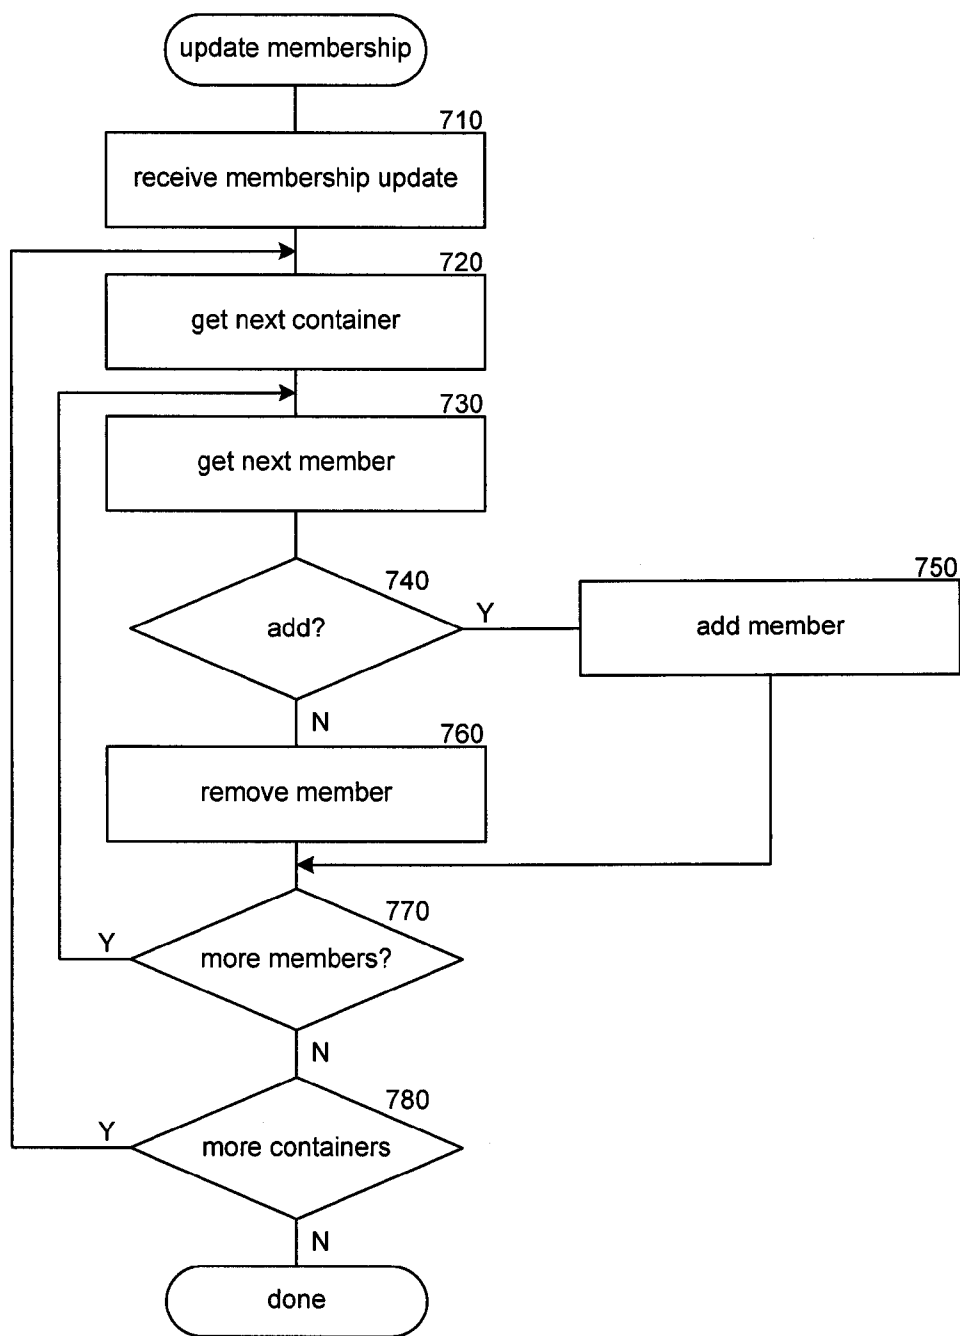 update membership
710
receive membership update
720
get next container
730
get next member
740
add?
Y
750
add member
N
760
remove member
770
more members?
Y
N
780
more containers
Y
N
done